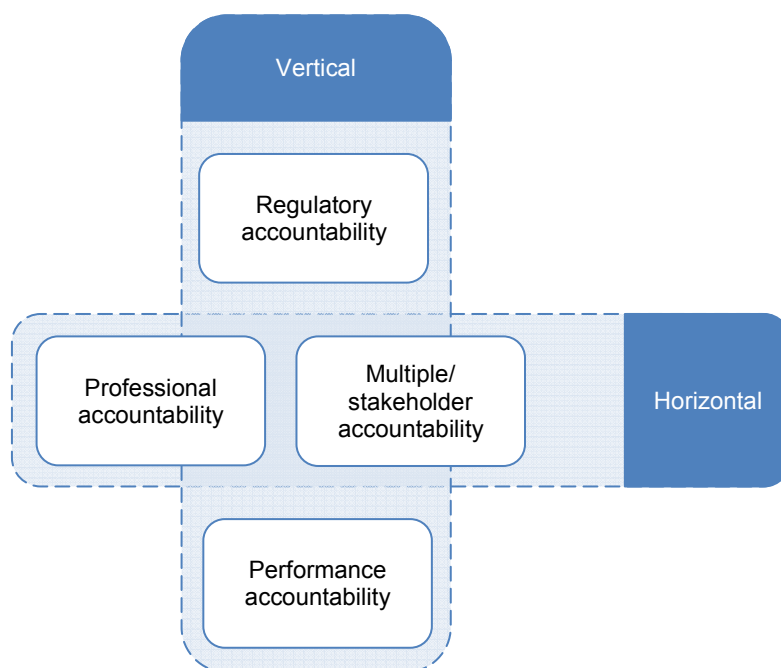 Vertical
Regulatory
accountability
Professional
accountability
Multiple/
stakeholder
accountability
Horizontal
Performance
accountability